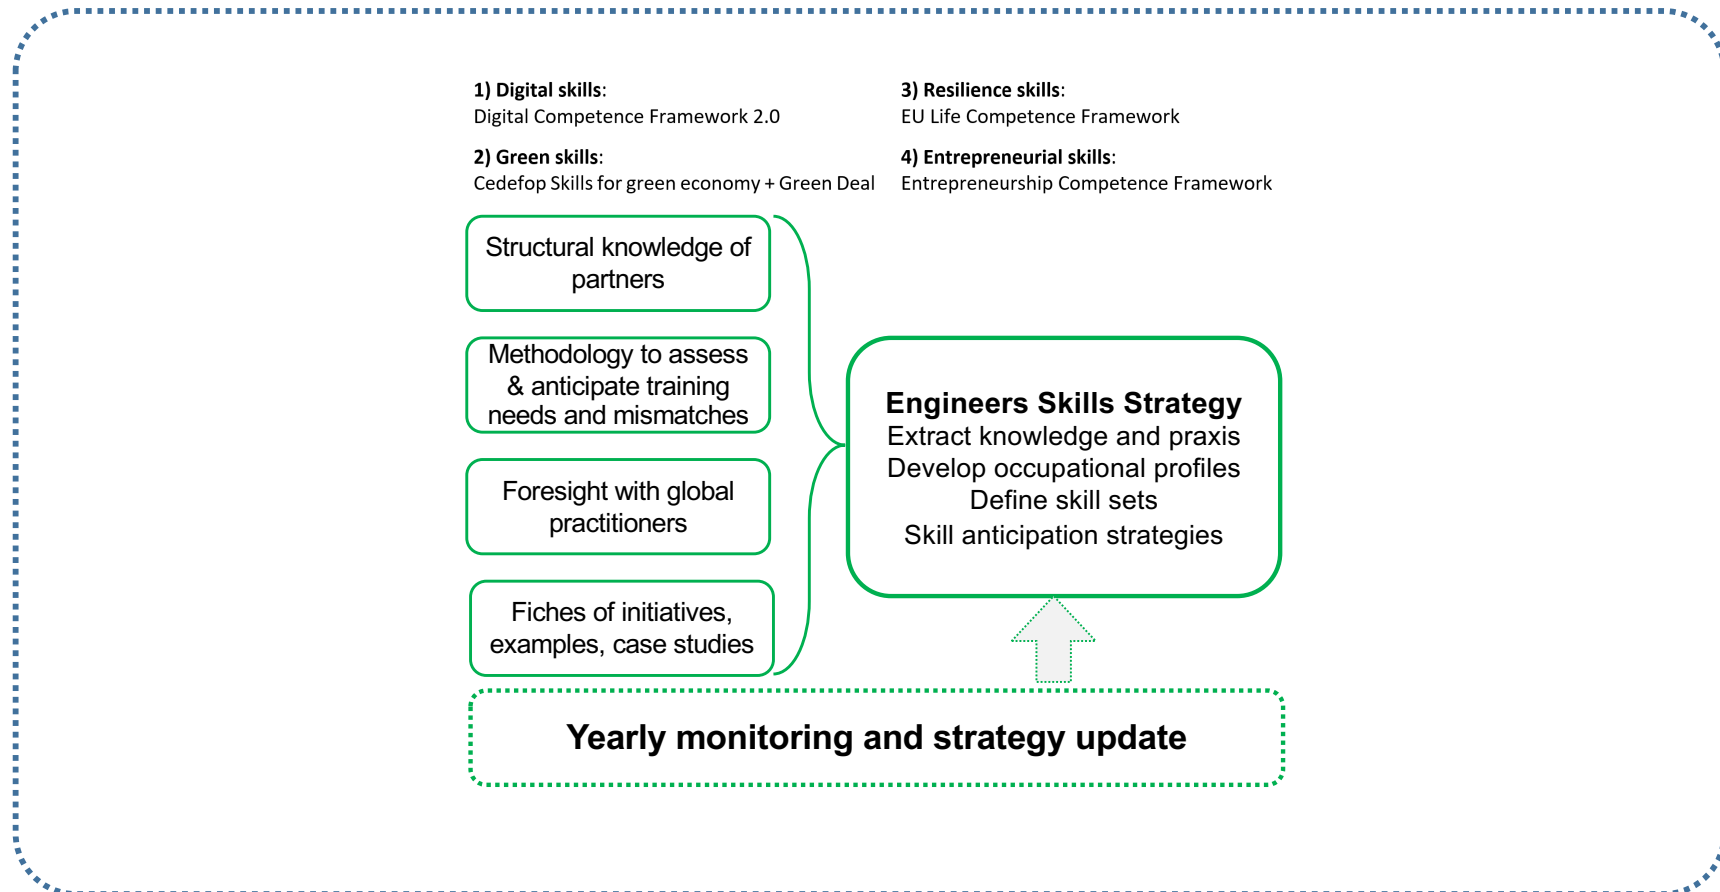 1) Digital skills:
Digital Competence Framework 2.0
2) Green skills:
Cedefop Skills for green economy + Green Deal
3) Resilience skills:
EU Life Competence Framework
4) Entrepreneurial skills:
Entrepreneurship Competence Framework
Structural knowledge of
partners
Methodology to assess
& anticipate training
needs and mismatches
Foresight with global
practitioners
Fiches of initiatives,
examples, case studies
Engineers Skills Strategy
Extract knowledge and praxis
Develop occupational profiles
Define skill sets
Skill anticipation strategies
Yearly monitoring and strategy update